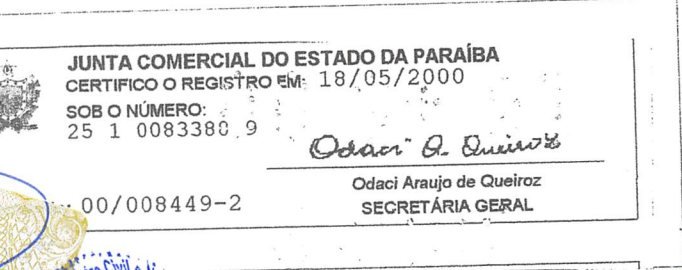 JUNTA COMERCIAL DO ESTADO DA PARAÍBA
CERTIFICO O REGISTRO EM: 18/05/2000
SOB O NÚMERO:
25 1 0083380 9
Odaci A. Queiroz
Odaci Araujo de Queiroz
00/008449-2
SECRETÁRIA GERAL
Civil